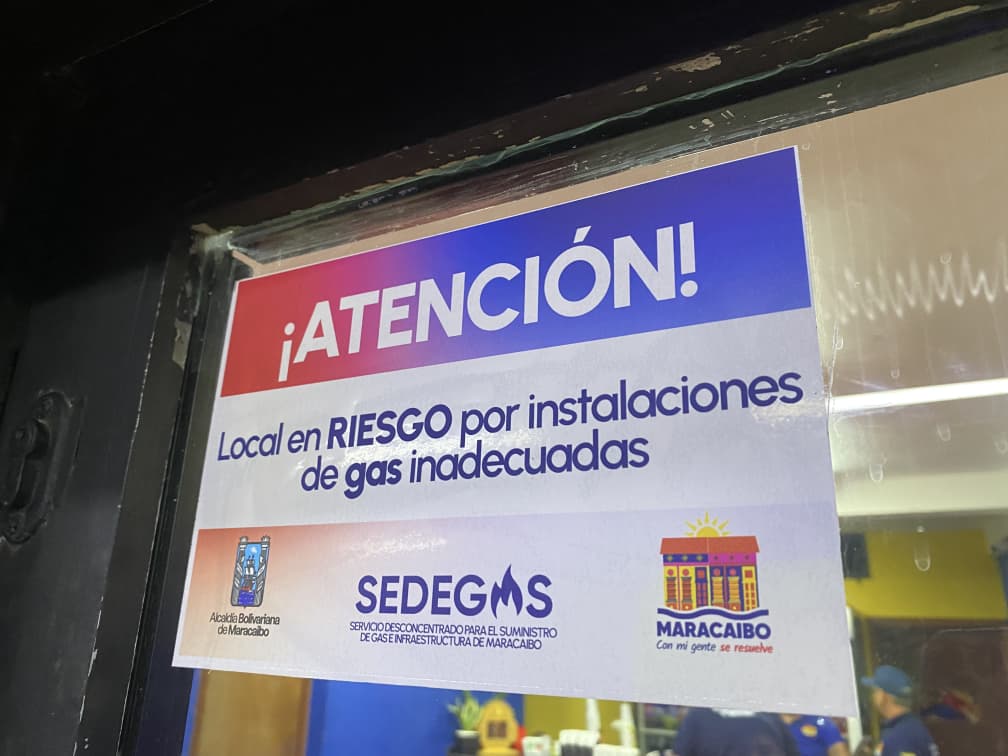 ¡ATENCIÓN!
Local en RIESGO por instalaciones
de gas inadecuadas
Alcaldía Bolivariana
de Maracaibo
SEDEGAS
SERVICIO DESCONCENTRADO PARA EL SUMINISTRO
DE GAS E INFRAESTRUCTURA DE MARACAIBO
MARACAIBO
Con mi gente se resuelve